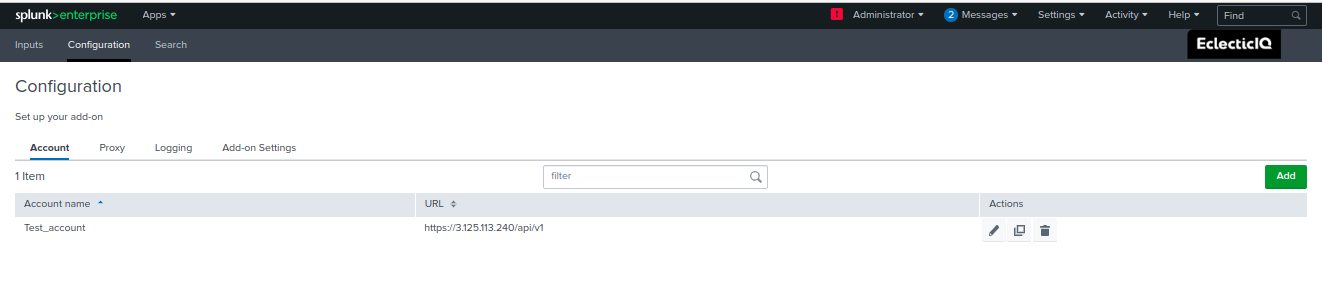 splunk>enterprise Apps ! Administrator 2 Messages Settings Activity Help Find
Inputs Configuration Search EclecticIQ
Configuration
Set up your add-on
Account Proxy Logging Add-on Settings
1 Item filter Add
Account name URL Actions
Test_account https://3.125.113.240/api/v1